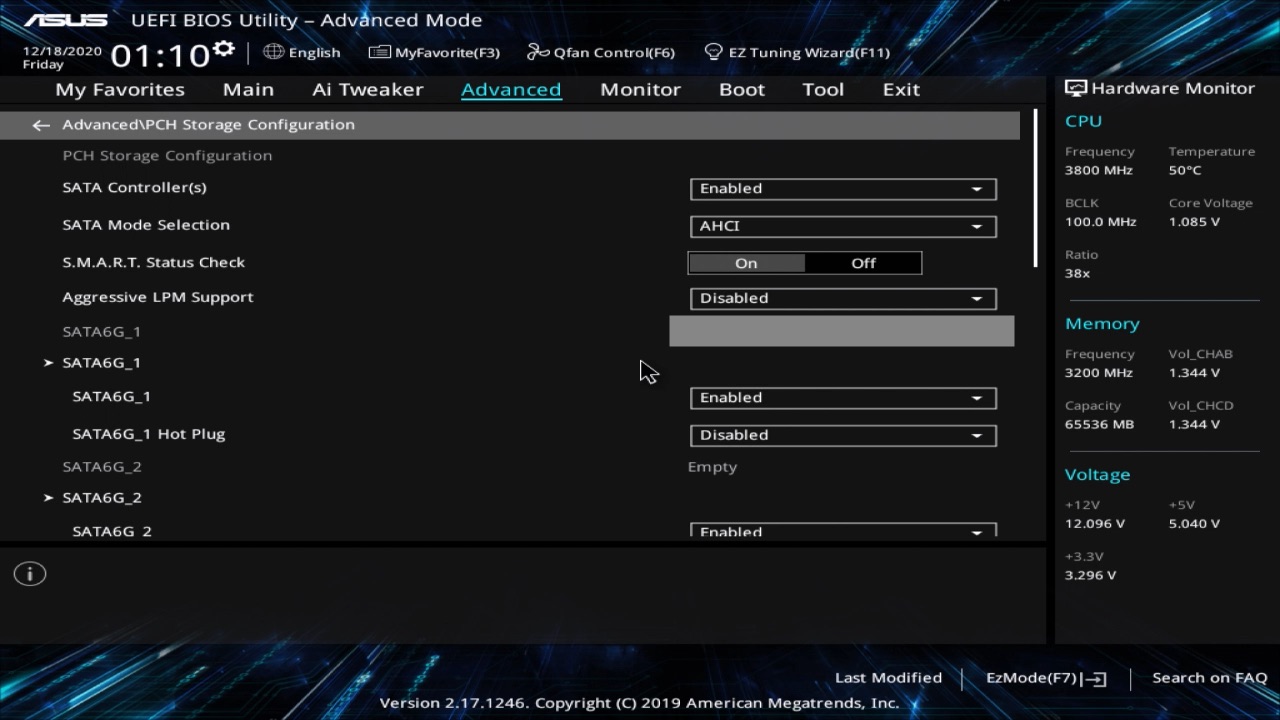 ASUS UEFI BIOS Utility – Advanced Mode
12/18/2020
Friday
01:10
English MyFavorite(F3) Qfan Control(F6) EZ Tuning Wizard(F11)
My Favorites Main Ai Tweaker Advanced Monitor Boot Tool Exit
Advanced\PCH Storage Configuration
PCH Storage Configuration
SATA Controller(s) Enabled
SATA Mode Selection AHCI
S.M.A.R.T. Status Check On Off
Aggressive LPM Support Disabled
SATA6G_1
SATA6G_1
SATA6G_1 Enabled
SATA6G_1 Hot Plug Disabled
SATA6G_2 Empty
SATA6G_2
SATA6G_2 Enabled
Hardware Monitor
CPU
Frequency Temperature
3800 MHz 50°C
BCLK Core Voltage
100.0 MHz 1.085 V
Ratio
38x
Memory
Frequency Vol_CHAB
3200 MHz 1.344 V
Capacity Vol_CHCD
65536 MB 1.344 V
Voltage
+12V +5V
12.096 V 5.040 V
+3.3V
3.296 V
Last Modified EzMode(F7) Search on FAQ
Version 2.17.1246. Copyright (C) 2019 American Megatrends, Inc.